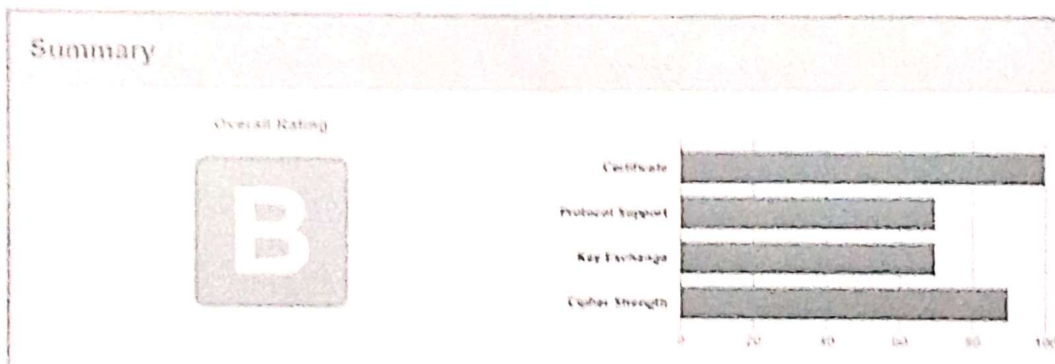 Summary
Overall Rating
B
Certificate
Protocol Support
Key Exchange
Cipher Strength
0 20 40 60 80 100